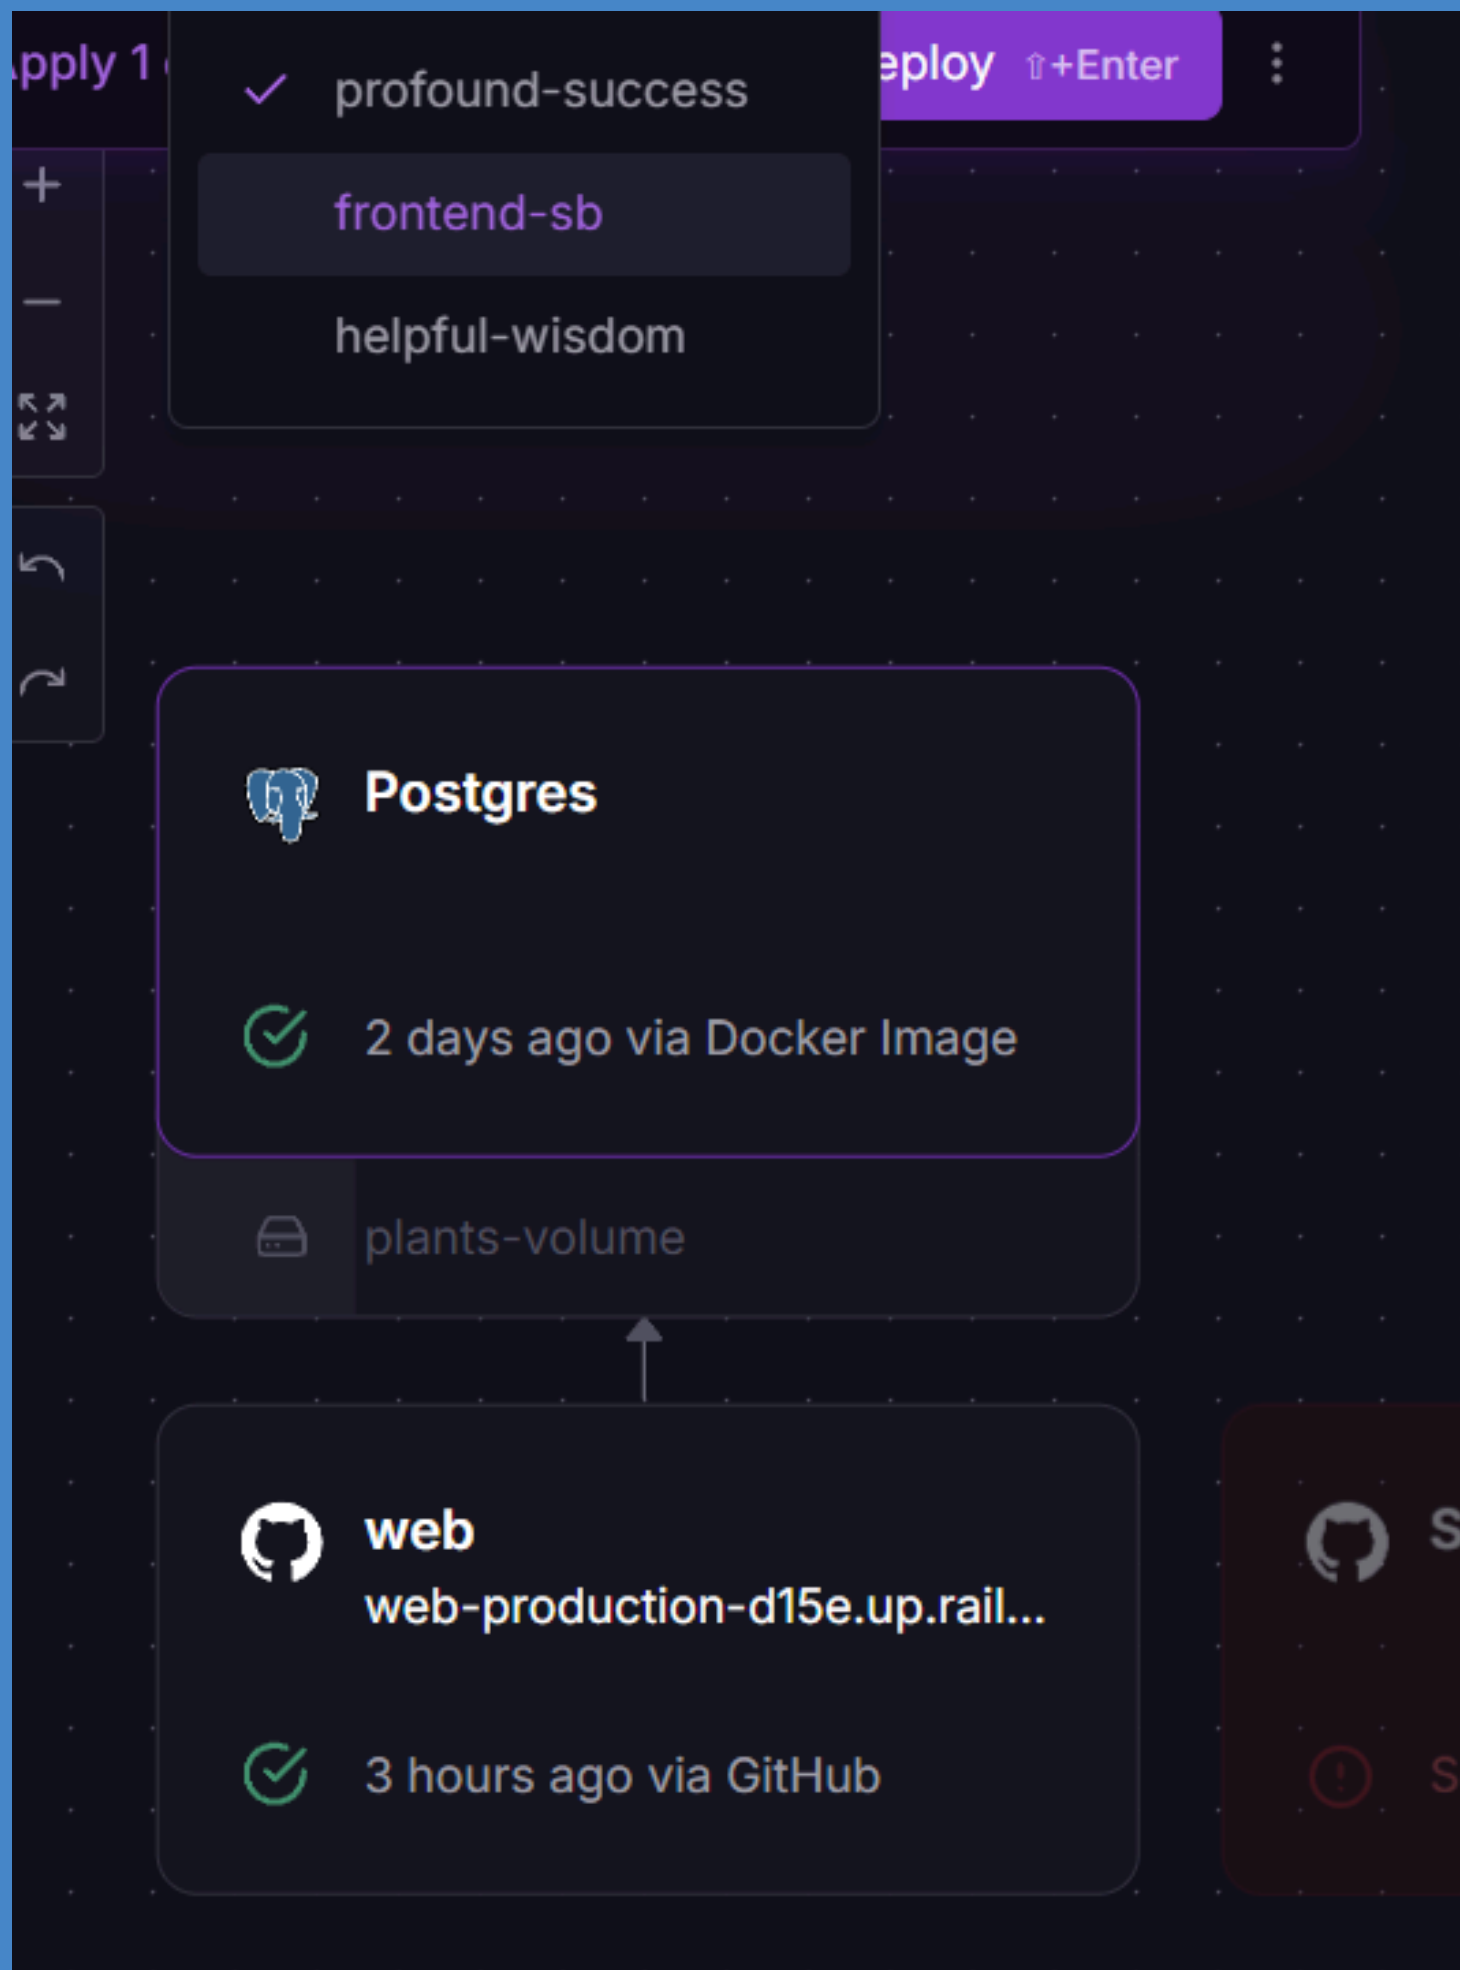 Apply 1
profound-success
eploy ⇧+Enter
frontend-sb
helpful-wisdom
Postgres
2 days ago via Docker Image
plants-volume
web
web-production-d15e.up.rail...
3 hours ago via GitHub
S
S